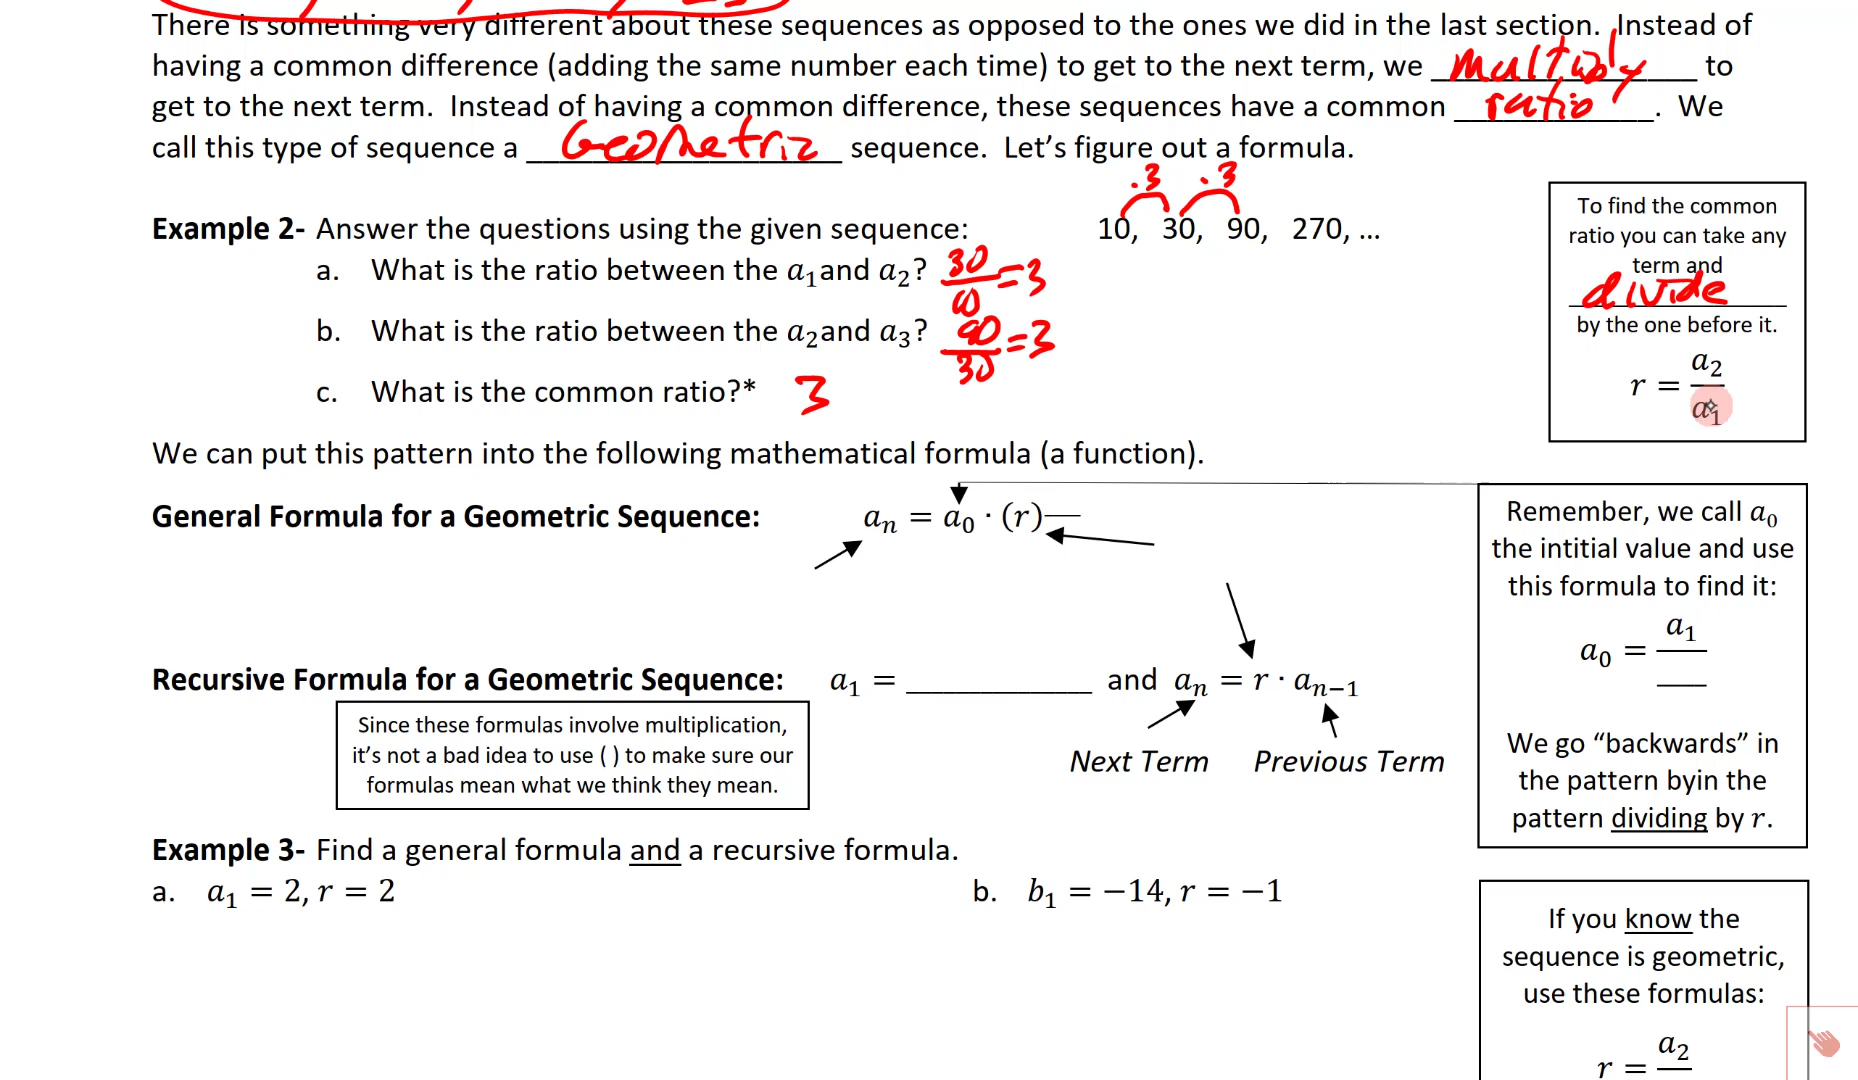 There is something very different about these sequences as opposed to the ones we did in the last section. Instead of
having a common difference (adding the same number each time) to get to the next term, we multiply to
get to the next term. Instead of having a common difference, these sequences have a common ratio. We
call this type of sequence a Geometric sequence. Let's figure out a formula.
·3 ·3
Example 2- Answer the questions using the given sequence: 10, 30, 90, 270, ...
a. What is the ratio between the a₁and a₂? 30/10 = 3
b. What is the ratio between the a₂and a₃? 90/30 = 3
c. What is the common ratio?* 3
To find the common
ratio you can take any
term and
divide
by the one before it.
r = a₂/a₁
We can put this pattern into the following mathematical formula (a function).
General Formula for a Geometric Sequence: aₙ = a₀ · (r)—
Remember, we call a₀
the intitial value and use
this formula to find it:
a₀ = a₁/__
We go “backwards” in
the pattern byin the
pattern dividing by r.
Recursive Formula for a Geometric Sequence: a₁ = ______________ and aₙ = r · aₙ₋₁
Next Term Previous Term
Since these formulas involve multiplication,
it's not a bad idea to use ( ) to make sure our
formulas mean what we think they mean.
Example 3- Find a general formula and a recursive formula.
a. a₁ = 2, r = 2 b. b₁ = −14, r = −1
If you know the
sequence is geometric,
use these formulas:
r = a₂